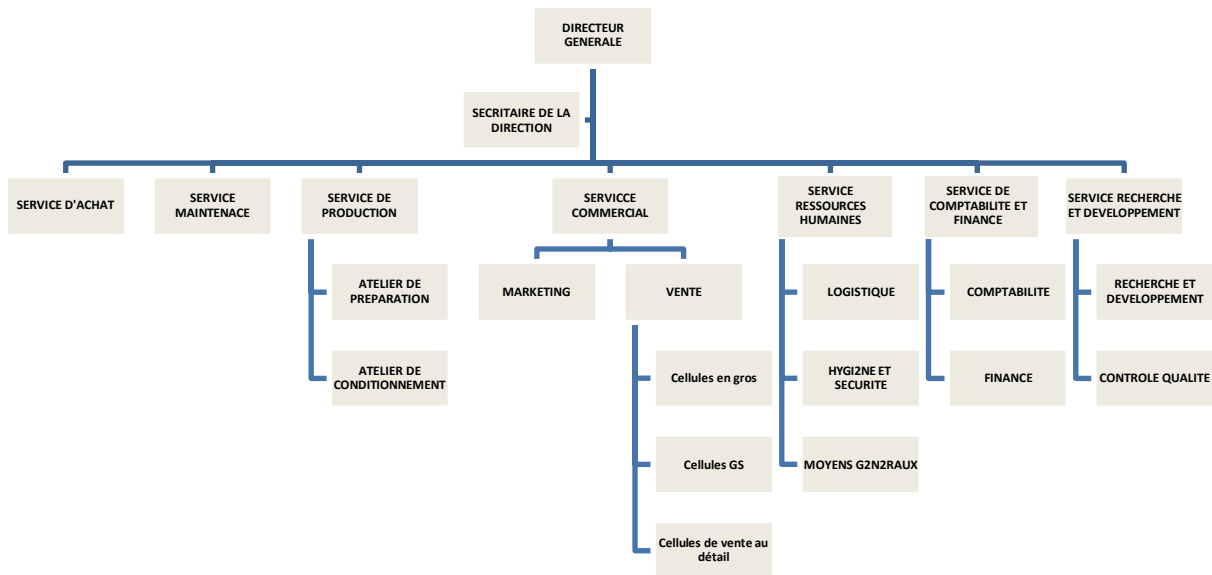 DIRECTEUR
GENERALE
SECRITAIRE DE LA
DIRECTION
SERVICE D'ACHAT
SERVICE
MAINTENACE
SERVICE DE
PRODUCTION
SERVICCE
COMMERCIAL
SERVICE
RESSOURCES
HUMAINES
SERVICE DE
COMPTABILITE ET
FINANCE
SERVICE RECHERCHE
ET DEVELOPPEMENT
ATELIER DE
PREPARATION
MARKETING
VENTE
LOGISTIQUE
COMPTABILITE
RECHERCHE ET
DEVELOPPEMENT
ATELIER DE
CONDITIONNEMENT
Cellules en gros
HYGI2NE ET
SECURITE
FINANCE
CONTROLE QUALITE
Cellules GS
MOYENS G2N2RAUX
Cellules de vente au
détail